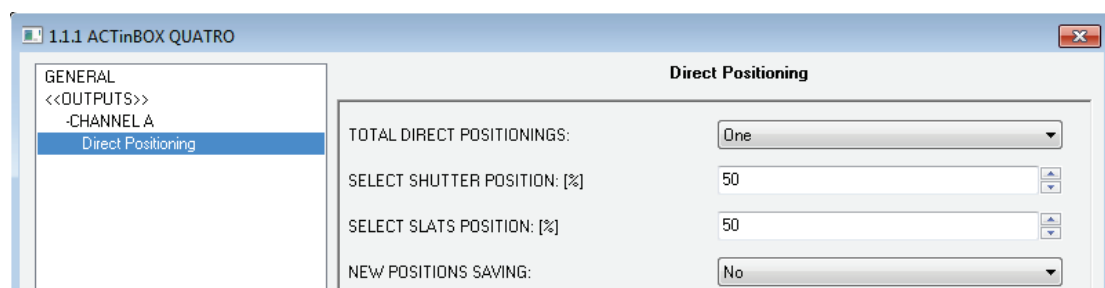 1.1.1 ACTinBOX QUATRO
GENERAL
<<OUTPUTS>>
-CHANNEL A
Direct Positioning
Direct Positioning
TOTAL DIRECT POSITIONINGS: One
SELECT SHUTTER POSITION: [%] 50
SELECT SLATS POSITION: [%] 50
NEW POSITIONS SAVING: No